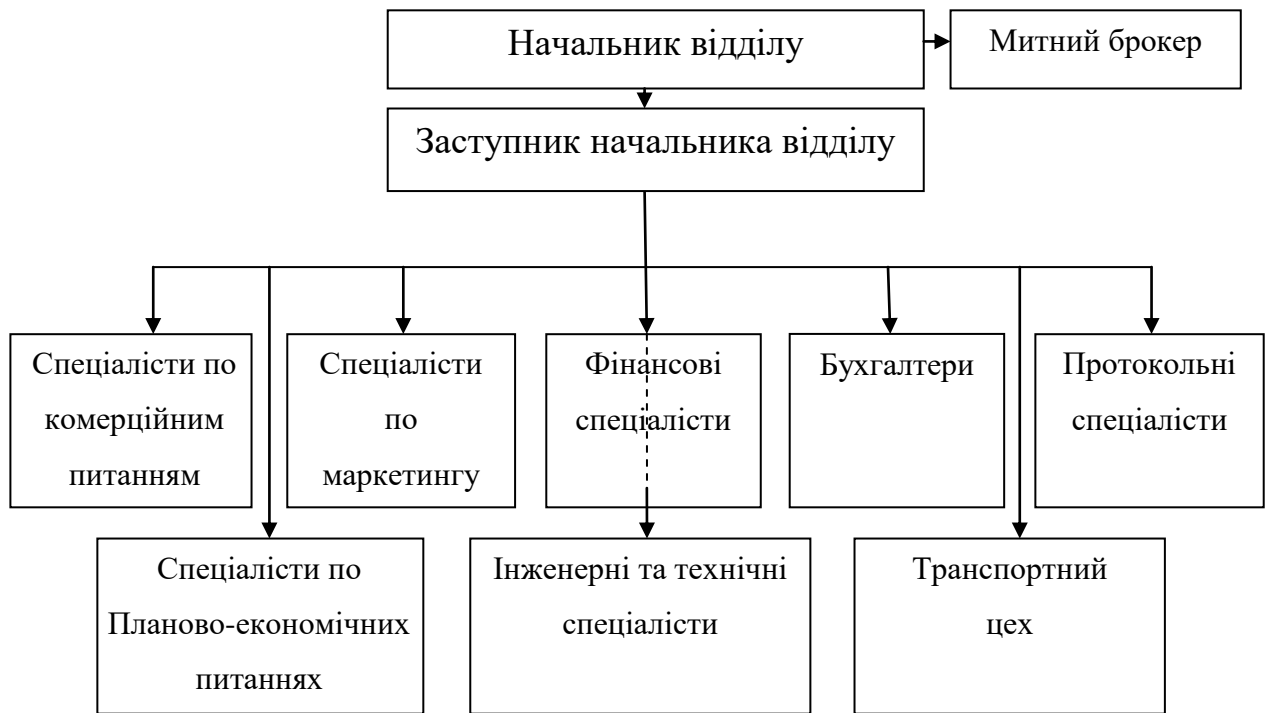 Начальник відділу
Митний брокер
Заступник начальника відділу
Спеціалісти по
комерційним
питанням
Спеціалісти
по
маркетингу
Фінансові
спеціалісти
Бухгалтери
Протокольні
спеціалісти
Спеціалісти по
Планово-економічних
питаннях
Інженерні та технічні
спеціалісти
Транспортний
цех